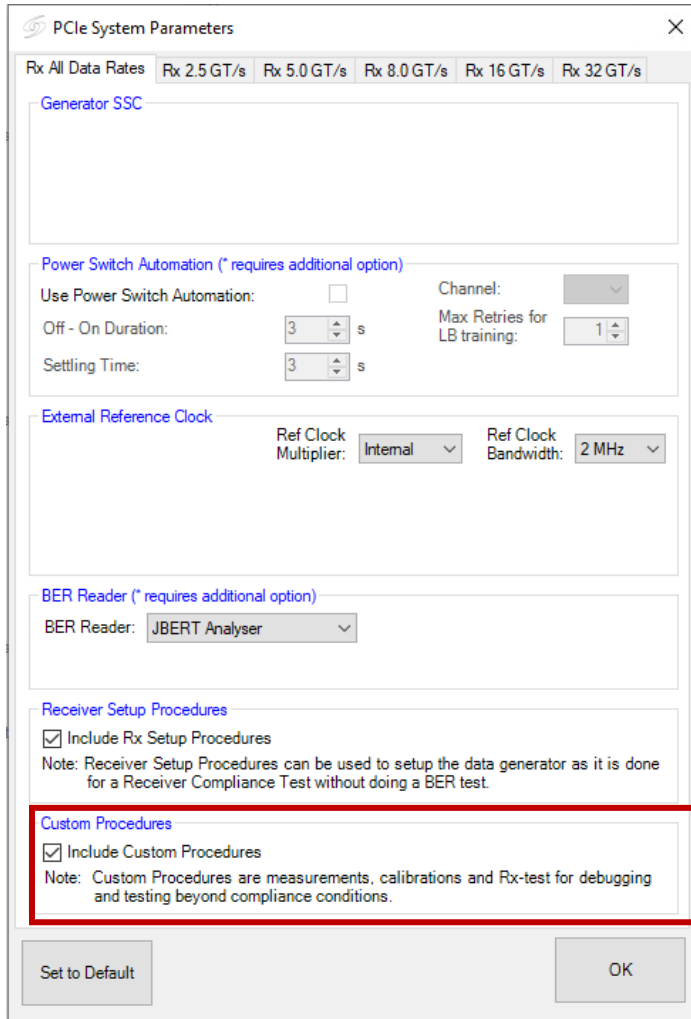 PCIe System Parameters
Rx All Data Rates Rx 2.5 GT/s Rx 5.0 GT/s Rx 8.0 GT/s Rx 16 GT/s Rx 32 GT/s
Generator SSC
Power Switch Automation (* requires additional option)
Use Power Switch Automation:
Channel:
Off - On Duration: 3 s
Max Retries for
LB training: 1
Settling Time: 3 s
External Reference Clock
Ref Clock
Multiplier: Internal
Ref Clock
Bandwidth: 2 MHz
BER Reader (* requires additional option)
BER Reader: JBERT Analyser
Receiver Setup Procedures
Include Rx Setup Procedures
Note: Receiver Setup Procedures can be used to setup the data generator as it is done
for a Receiver Compliance Test without doing a BER test.
Custom Procedures
Include Custom Procedures
Note: Custom Procedures are measurements, calibrations and Rx-test for debugging
and testing beyond compliance conditions.
Set to Default
OK